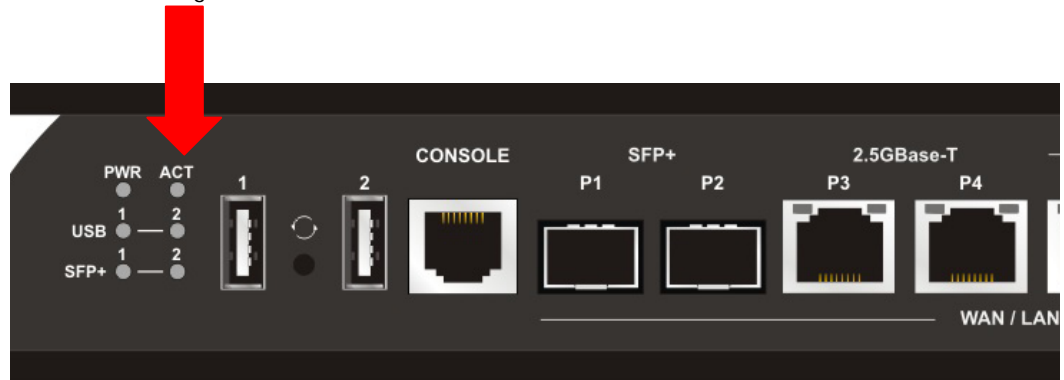 PWR ACT
1 2
USB
1 2
SFP+
1
2
CONSOLE
SFP+
P1 P2
2.5GBase-T
P3 P4
WAN / LAN